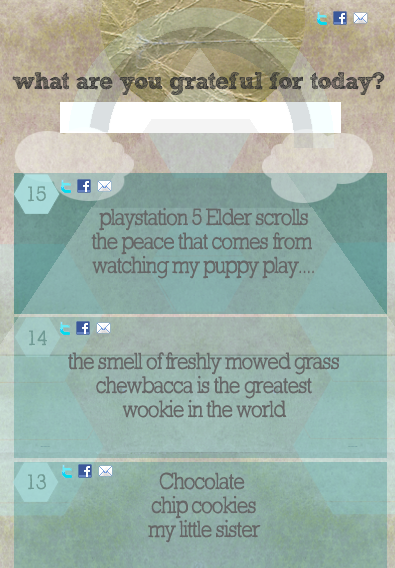 what are you grateful for today?
15
playstation 5 Elder scrolls
the peace that comes from
watching my puppy play....
14
the smell of freshly mowed grass
chewbacca is the greatest
wookie in the world
13
Chocolate
chip cookies
my little sister